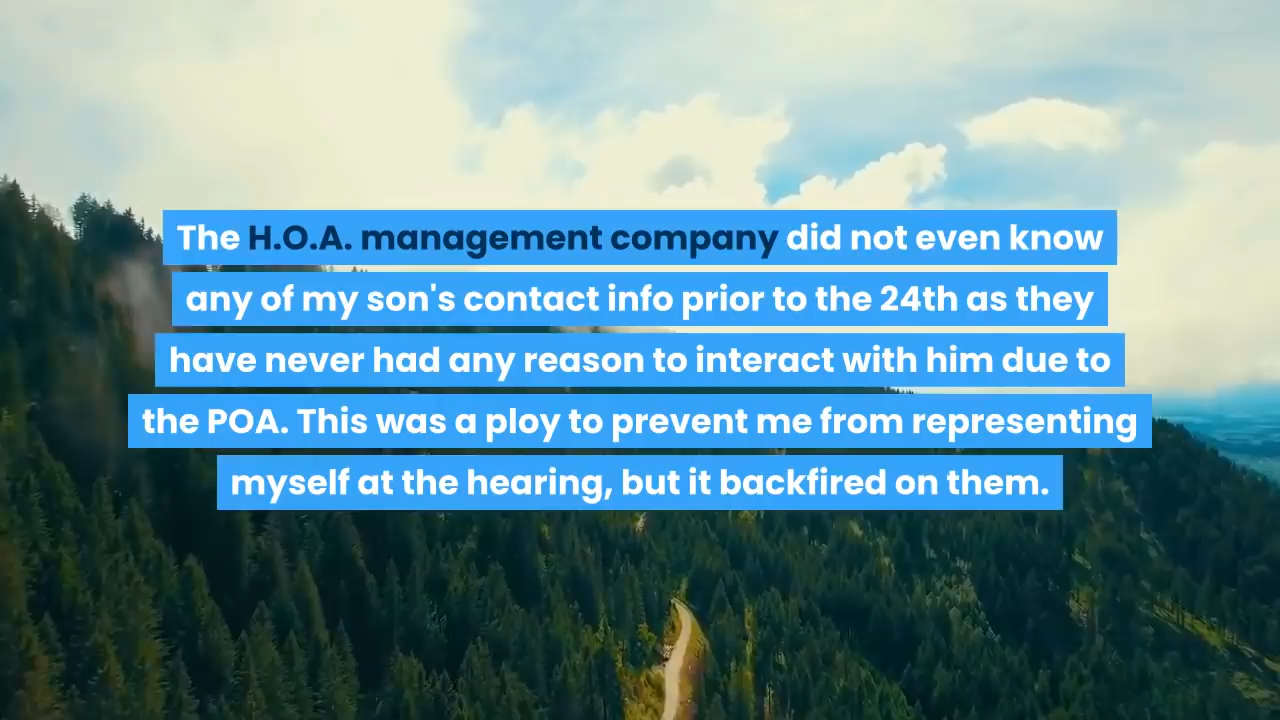 The H.O.A. management company did not even know
any of my son's contact info prior to the 24th as they
have never had any reason to interact with him due to
the POA. This was a ploy to prevent me from representing
myself at the hearing, but it backfired on them.